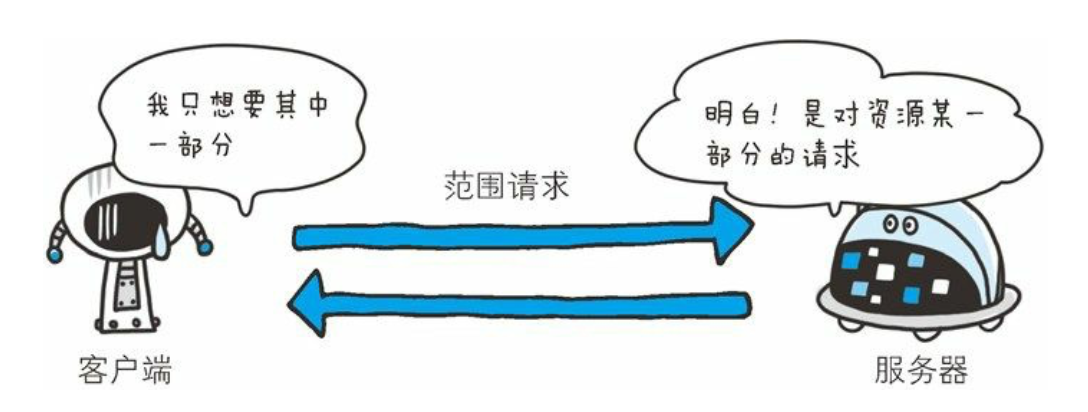 我只想要其中
一部分
明白！是对资源某一
部分的请求
范围请求
客户端
服务器